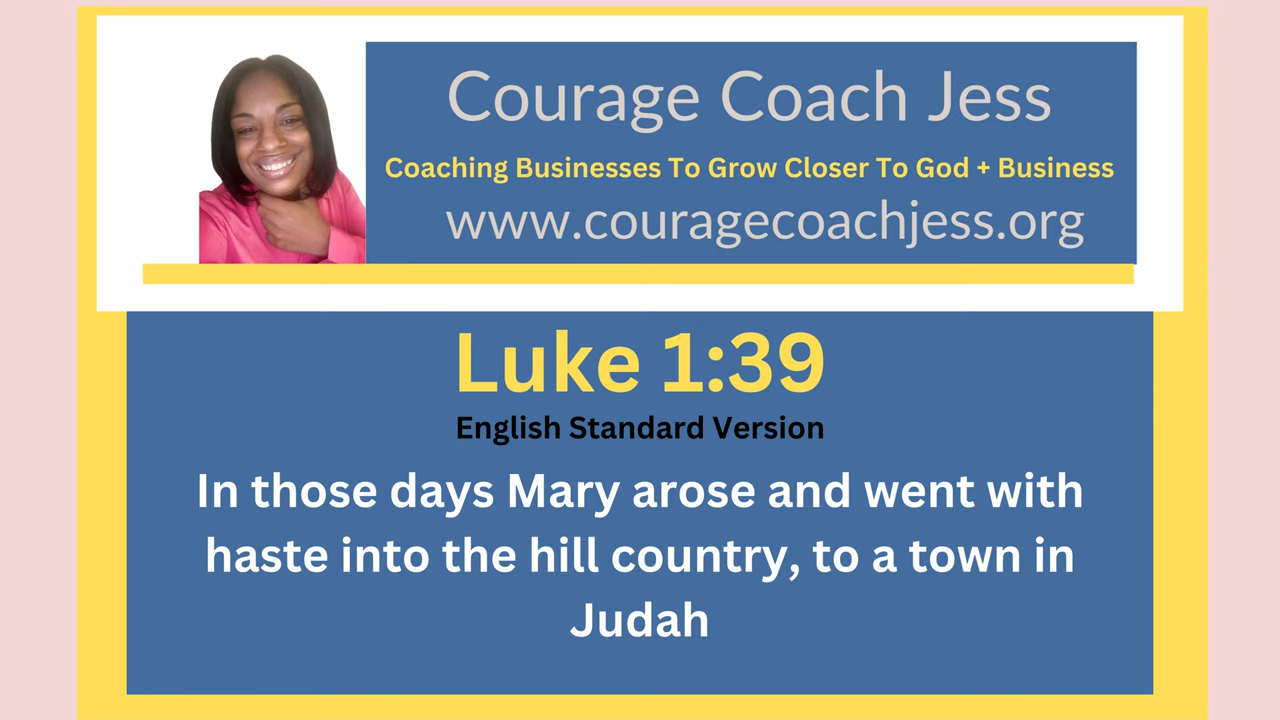 Courage Coach Jess
Coaching Businesses To Grow Closer To God + Business
www.couragecoachjess.org
Luke 1:39
English Standard Version
In those days Mary arose and went with
haste into the hill country, to a town in
Judah